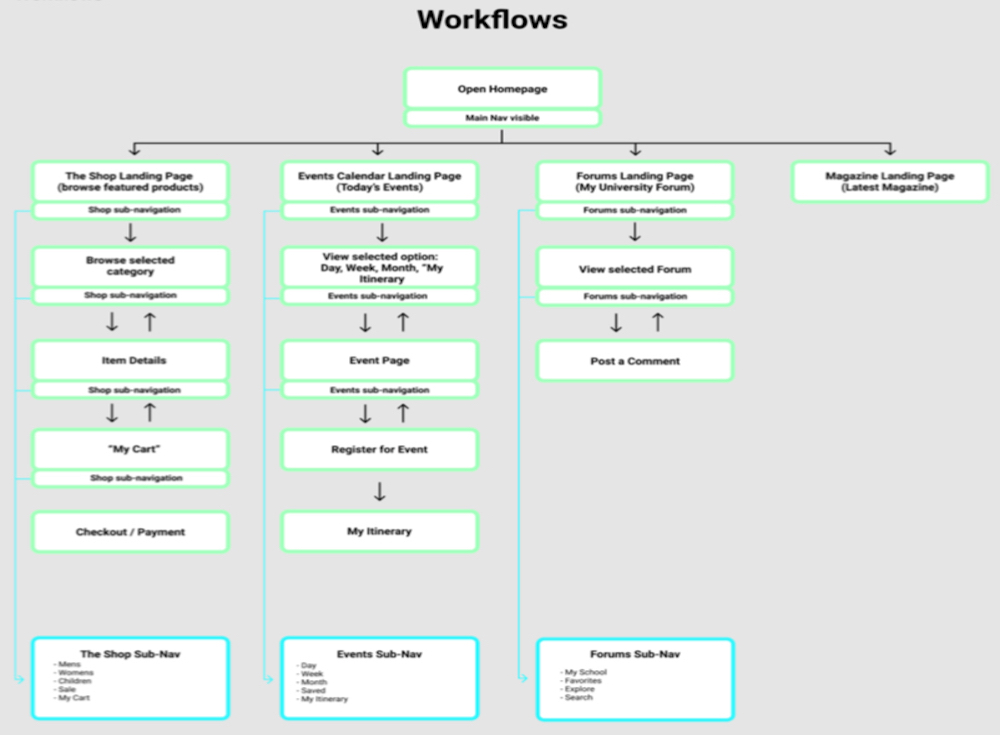 Workflows
Open Homepage
Main Nav visible
The Shop Landing Page
(browse featured products)
Shop sub-navigation
Browse selected
category
Shop sub-navigation
Item Details
Shop sub-navigation
"My Cart"
Shop sub-navigation
Checkout / Payment
The Shop Sub-Nav
- Mens
- Womens
- Children
- Sale
- My Cart
Events Calendar Landing Page
(Today's Events)
Events sub-navigation
View selected option:
Day, Week, Month, "My
Itinerary
Events sub-navigation
Event Page
Events sub-navigation
Register for Event
My Itinerary
Events Sub-Nav
- Day
- Week
- Month
- Saved
- My Itinerary
Forums Landing Page
(My University Forum)
Forums sub-navigation
View selected Forum
Forums sub-navigation
Post a Comment
Forums Sub-Nav
- My School
- Favorites
- Explore
- Search
Magazine Landing Page
(Latest Magazine)